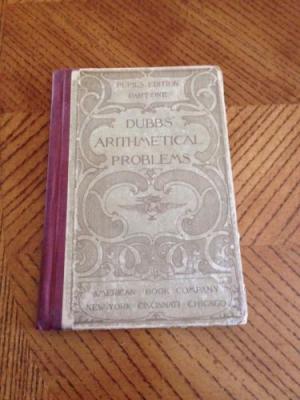 PUPIL'S EDITION
PART ONE
DUBBS'
ARITHMETICAL
PROBLEMS
AMERICAN BOOK COMPANY
NEW YORK CINCINNATI CHICAGO